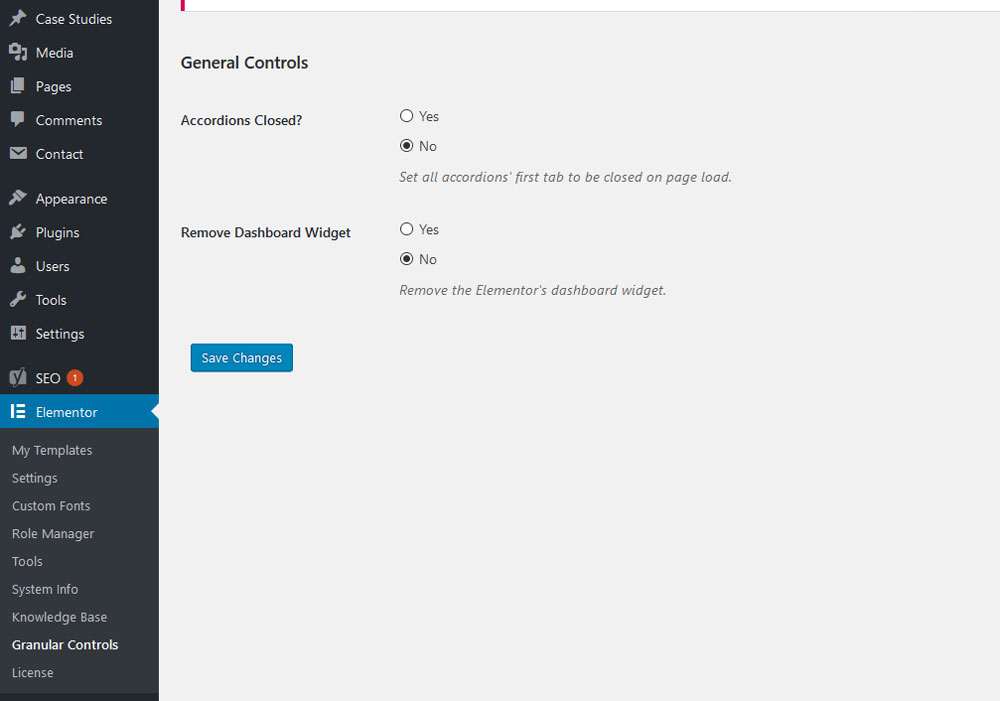 Case Studies
Media
Pages
Comments
Contact
Appearance
Plugins
Users
Tools
Settings
SEO 1
Elementor
My Templates
Settings
Custom Fonts
Role Manager
Tools
System Info
Knowledge Base
Granular Controls
License
General Controls
Accordions Closed?
Yes
No
Set all accordions' first tab to be closed on page load.
Remove Dashboard Widget
Yes
No
Remove the Elementor's dashboard widget.
Save Changes